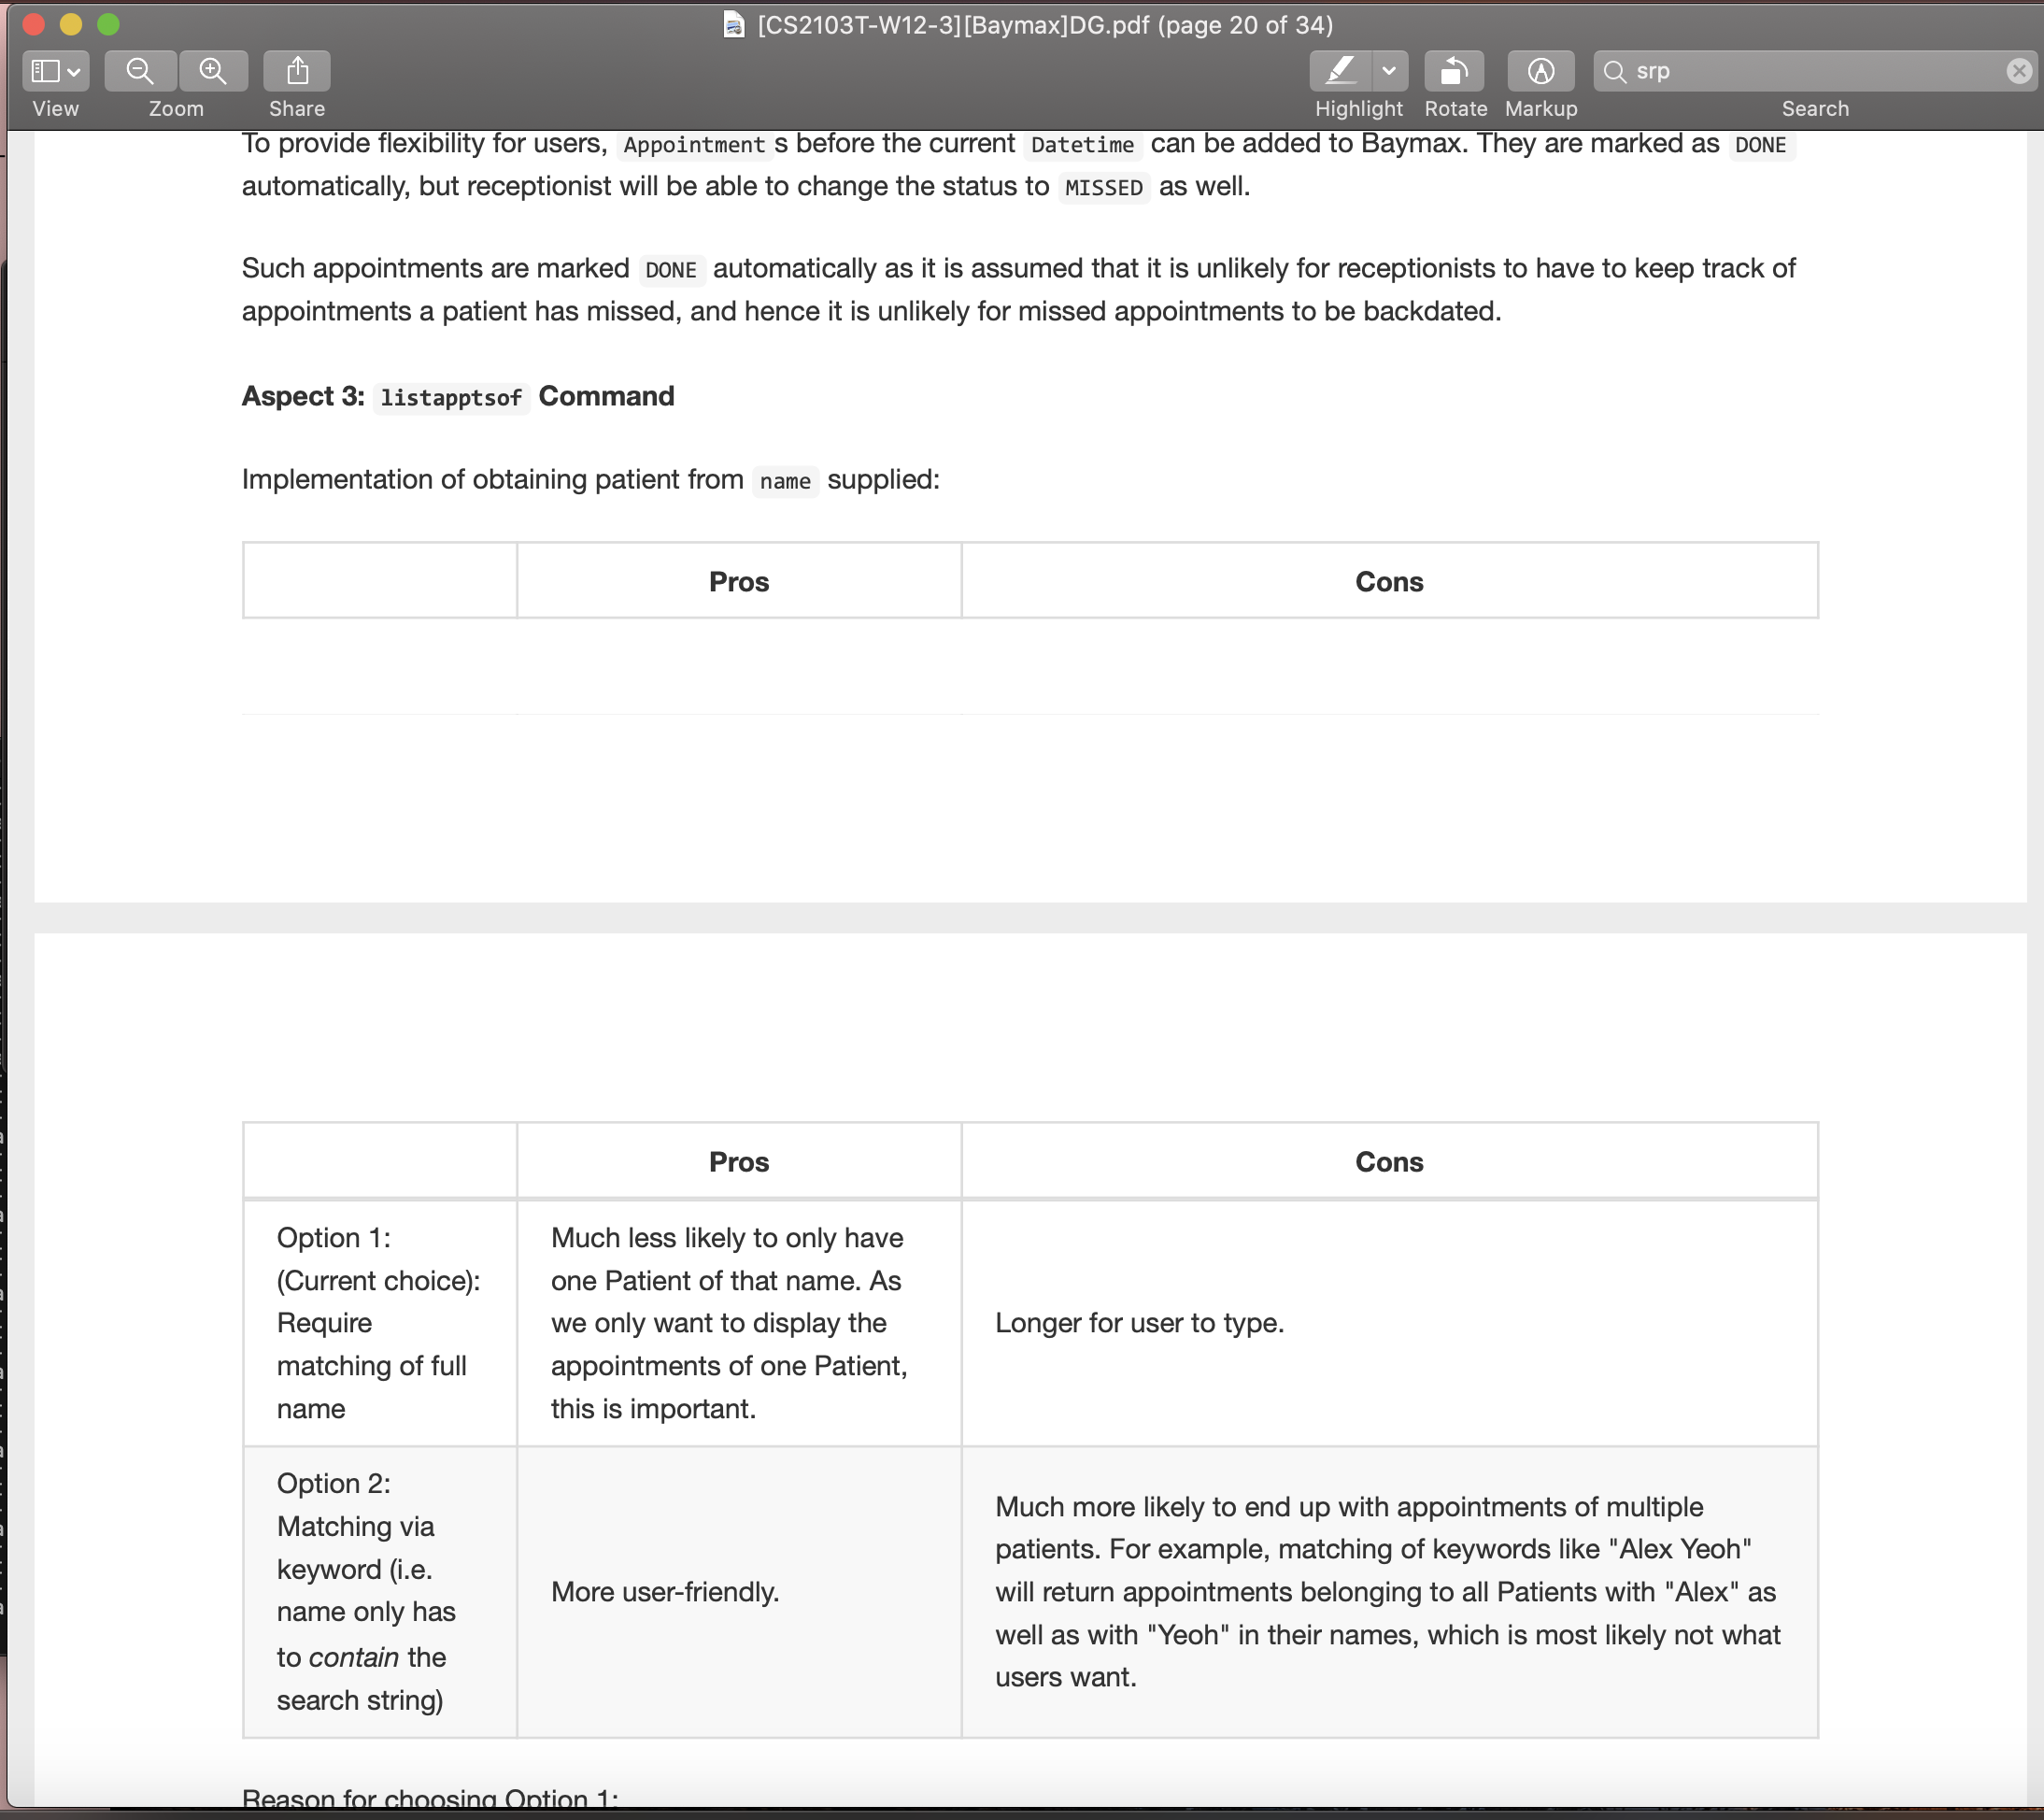 [CS2103T-W12-3][Baymax]DG.pdf (page 20 of 34)
srp
View
Zoom
Share
Highlight
Rotate
Markup
Search
To provide flexibility for users, Appointment s before the current Datetime can be added to Baymax. They are marked as DONE
automatically, but receptionist will be able to change the status to MISSED as well.
Such appointments are marked DONE automatically as it is assumed that it is unlikely for receptionists to have to keep track of
appointments a patient has missed, and hence it is unlikely for missed appointments to be backdated.
Aspect 3: listapptsof Command
Implementation of obtaining patient from name supplied:
Pros
Cons
Pros
Cons
Option 1:
(Current choice):
Require
matching of full
name
Much less likely to only have
one Patient of that name. As
we only want to display the
appointments of one Patient,
this is important.
Longer for user to type.
Option 2:
Matching via
keyword (i.e.
name only has
to contain the
search string)
More user-friendly.
Much more likely to end up with appointments of multiple
patients. For example, matching of keywords like "Alex Yeoh"
will return appointments belonging to all Patients with "Alex" as
well as with "Yeoh" in their names, which is most likely not what
users want.
Reason for choosing Option 1: